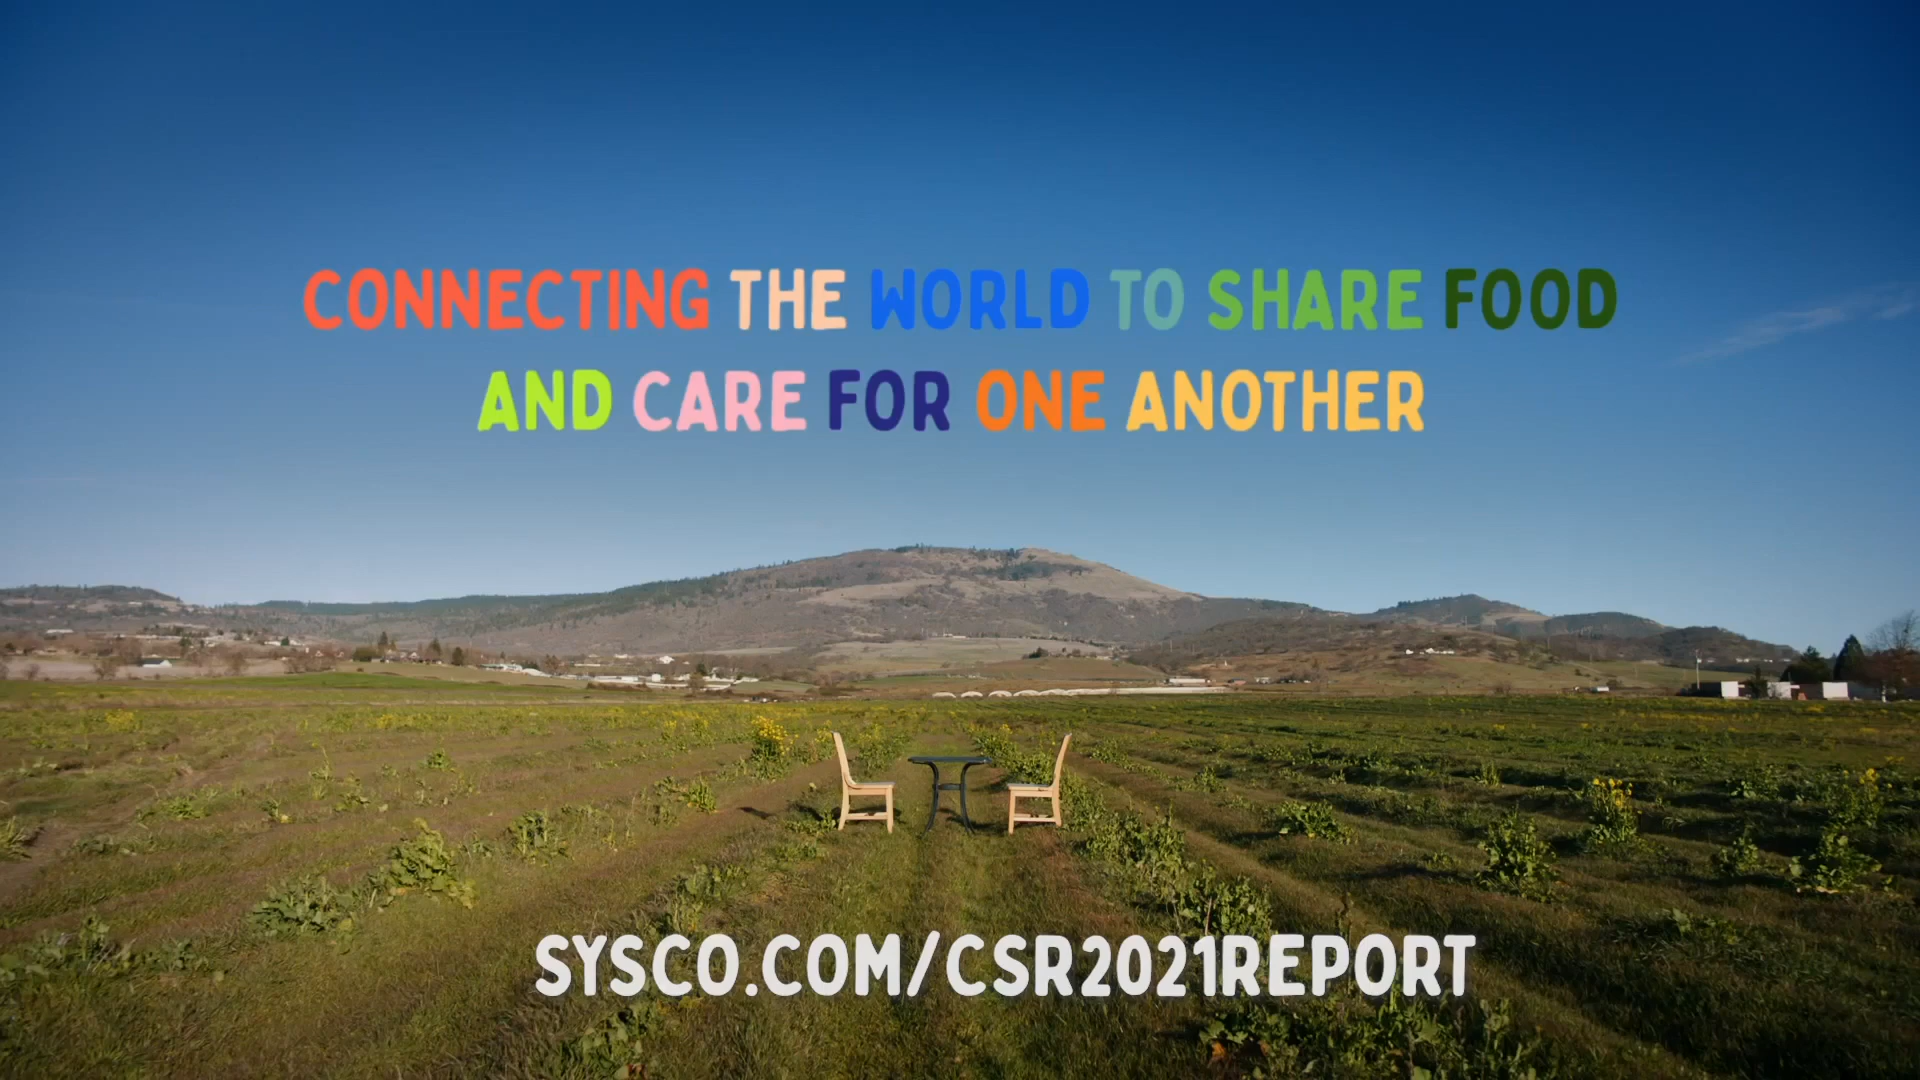 CONNECTING THE WORLD TO SHARE FOOD
AND CARE FOR ONE ANOTHER
SYSCO.COM/CSR2021REPORT